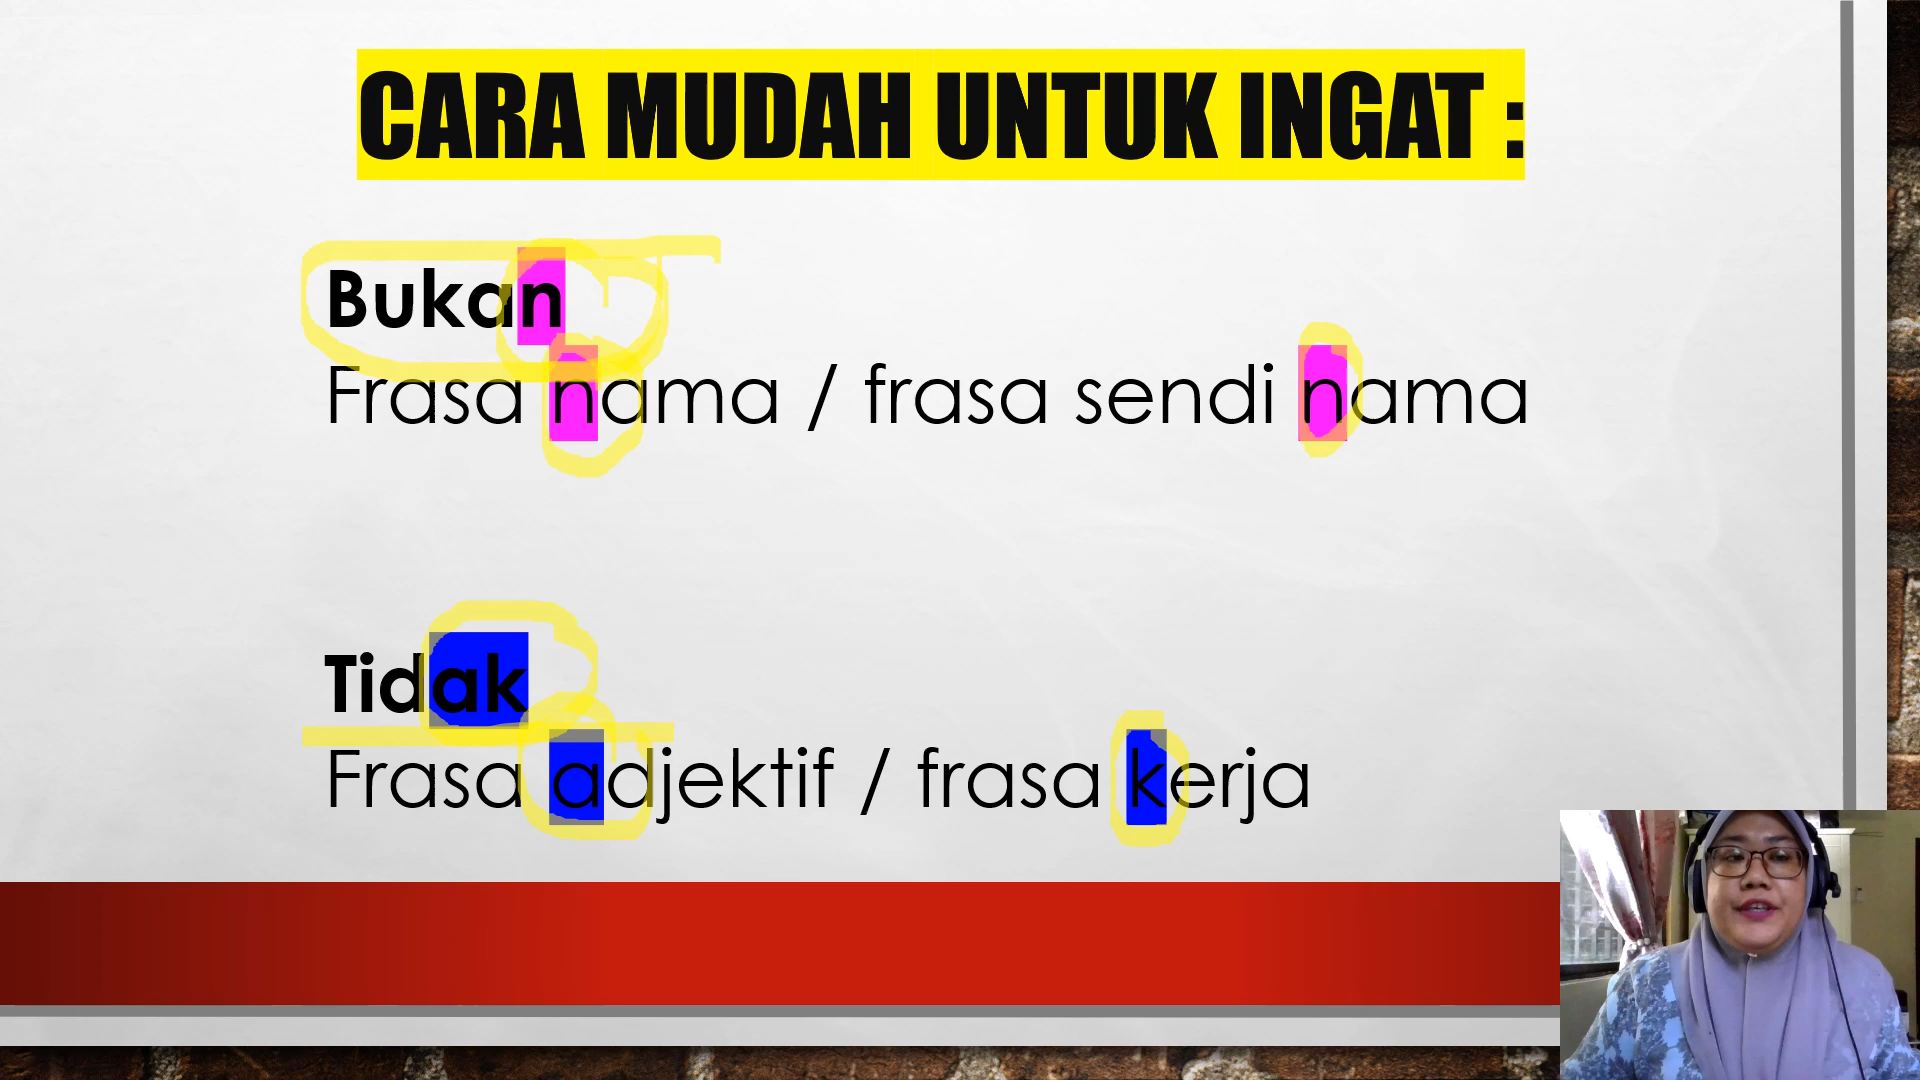 CARA MUDAH UNTUK INGAT :
Bukan
Frasa nama / frasa sendi nama
Tidak
Frasa adjektif / frasa kerja